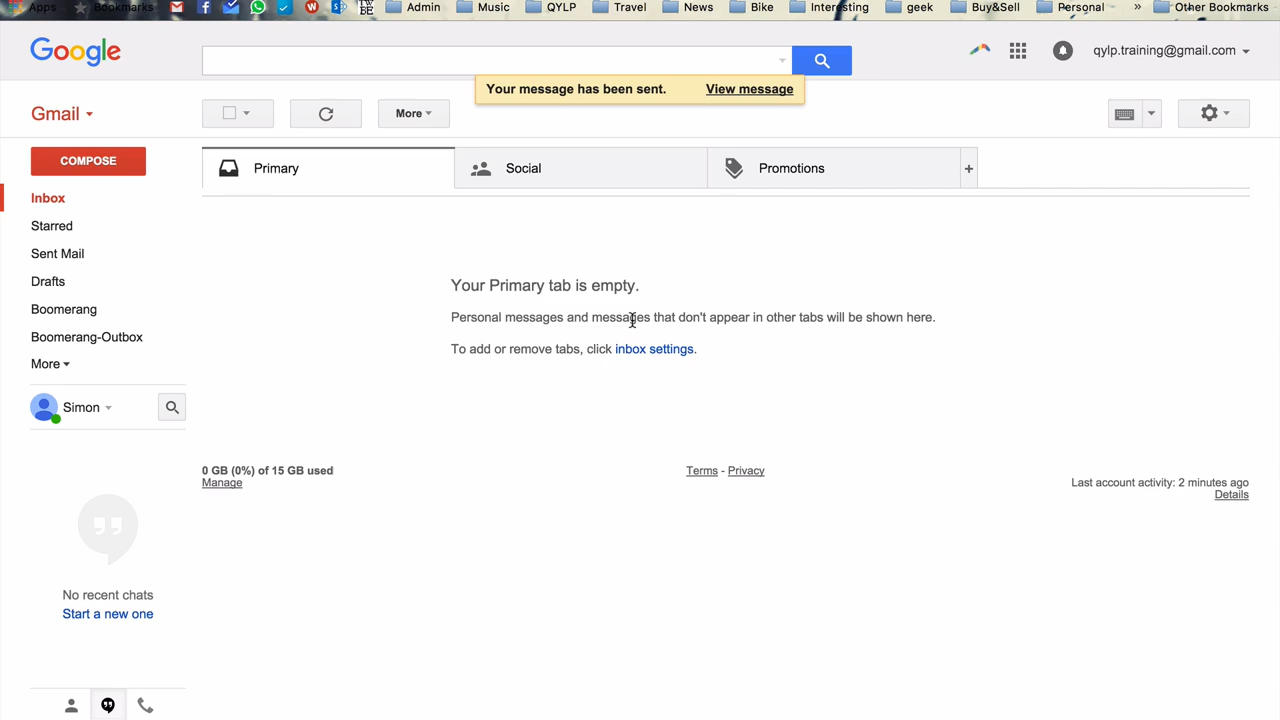 Apps Bookmarks Admin Music QYLP Travel News Bike Interesting geek Buy&Sell Personal » Other Bookmarks
Google
qylp.training@gmail.com
Your message has been sent. View message
Gmail
More
COMPOSE
Primary
Social
Promotions
+
Inbox
Starred
Sent Mail
Drafts
Boomerang
Boomerang-Outbox
More
Your Primary tab is empty.
Personal messages and messages that don't appear in other tabs will be shown here.
To add or remove tabs, click inbox settings.
Simon
0 GB (0%) of 15 GB used
Manage
Terms - Privacy
Last account activity: 2 minutes ago
Details
No recent chats
Start a new one